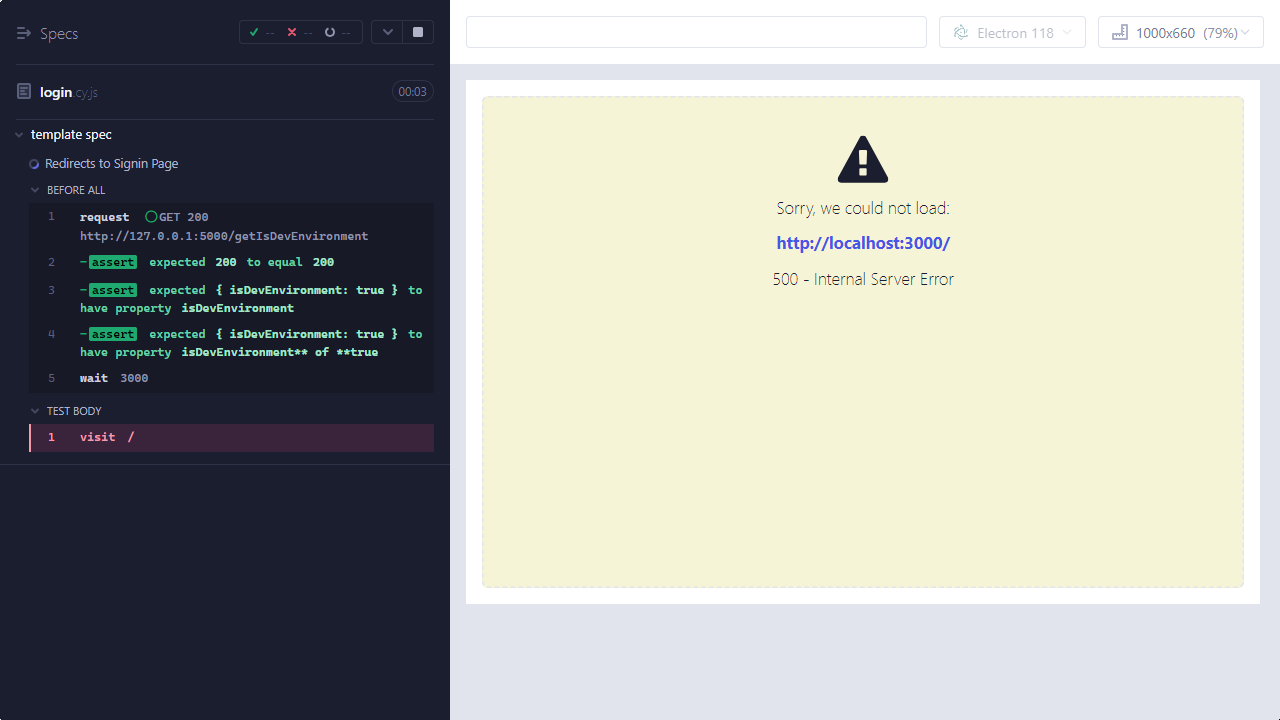 Specs
-- -- --
Electron 118
1000x660 (79%)
login.cy.js
00:03
template spec
Redirects to Signin Page
BEFORE ALL
1 request GET 200
http://127.0.0.1:5000/getIsDevEnvironment
2 -assert expected 200 to equal 200
3 -assert expected { isDevEnvironment: true } to
have property isDevEnvironment
4 -assert expected { isDevEnvironment: true } to
have property isDevEnvironment** of **true
5 wait 3000
TEST BODY
1 visit /
Sorry, we could not load:
http://localhost:3000/
500 - Internal Server Error